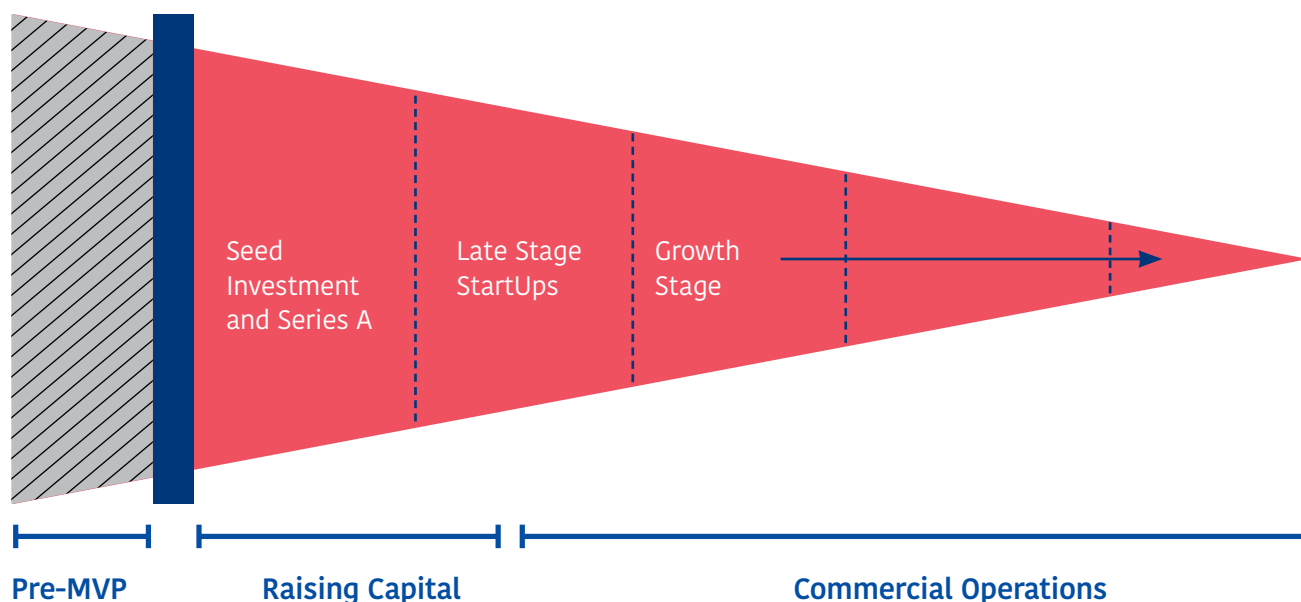 Seed
Investment
and Series A
Late Stage
StartUps
Growth
Stage
Pre-MVP
Raising Capital
Commercial Operations